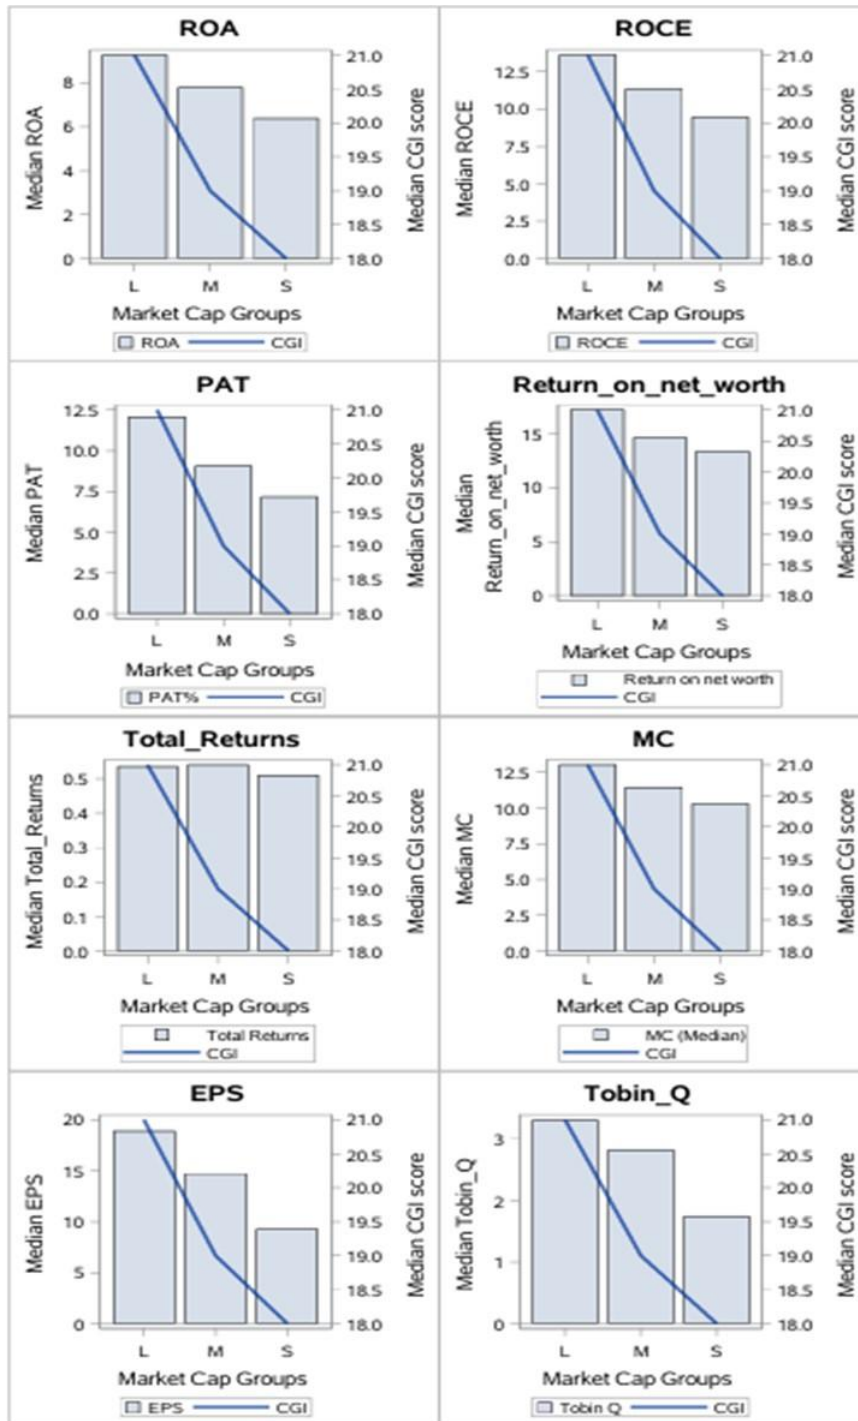 ROA
8
6
4
2
0
Median ROA
21.0
20.5
20.0
19.5
19.0
18.5
18.0
Median CGI score
L M S
Market Cap Groups
ROA CGI
ROCE
12.5
10.0
7.5
5.0
2.5
0.0
Median ROCE
21.0
20.5
20.0
19.5
19.0
18.5
18.0
Median CGI score
L M S
Market Cap Groups
ROCE CGI
PAT
12.5
10.0
7.5
5.0
2.5
0.0
Median PAT
21.0
20.5
20.0
19.5
19.0
18.5
18.0
Median CGI score
L M S
Market Cap Groups
PAT% CGI
Return_on_net_worth
15
10
5
0
Median
Return_on_net_worth
21.0
20.5
20.0
19.5
19.0
18.5
18.0
Median CGI score
L M S
Market Cap Groups
Return on net worth
CGI
Total_Returns
0.5
0.4
0.3
0.2
0.1
0.0
Median Total_Returns
21.0
20.5
20.0
19.5
19.0
18.5
18.0
Median CGI score
L M S
Market Cap Groups
Total Returns
CGI
MC
12.5
10.0
7.5
5.0
2.5
0.0
Median MC
21.0
20.5
20.0
19.5
19.0
18.5
18.0
Median CGI score
L M S
Market Cap Groups
MC (Median)
CGI
EPS
20
15
10
5
0
Median EPS
21.0
20.5
20.0
19.5
19.0
18.5
18.0
Median CGI score
L M S
Market Cap Groups
EPS CGI
Tobin_Q
3
2
1
0
Median Tobin_Q
21.0
20.5
20.0
19.5
19.0
18.5
18.0
Median CGI score
L M S
Market Cap Groups
Tobin Q CGI